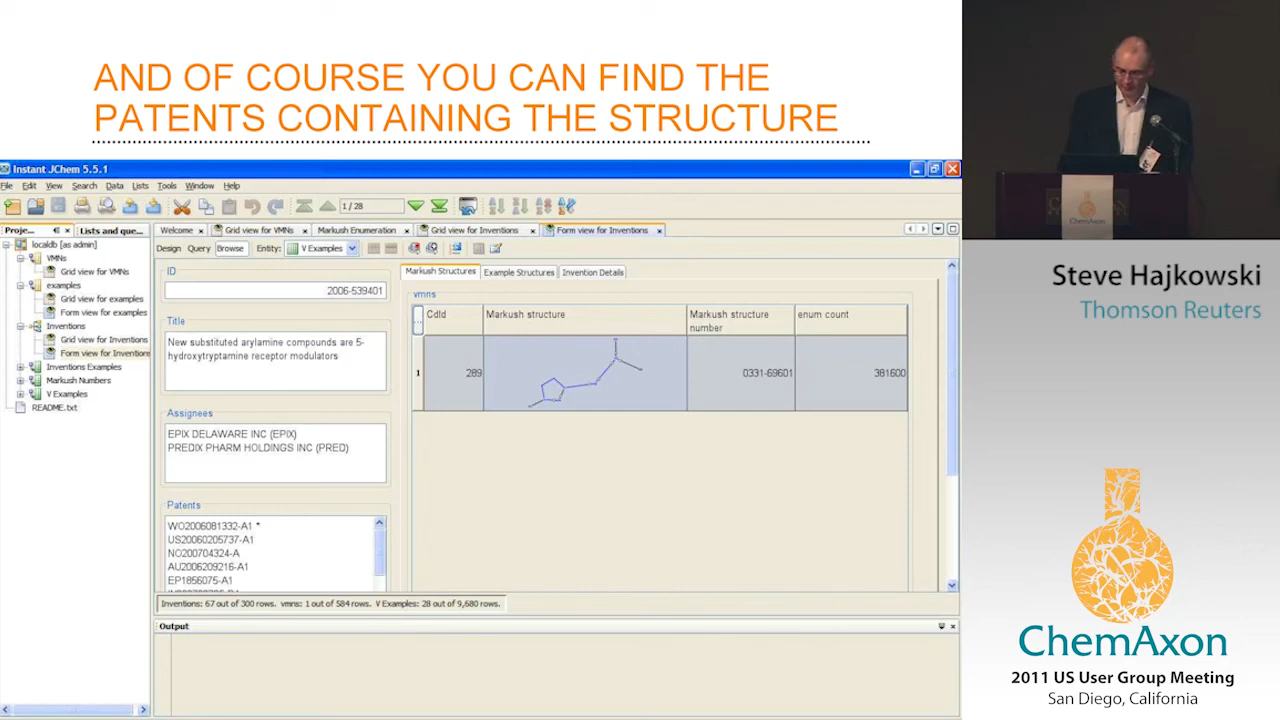 AND OF COURSE YOU CAN FIND THE
PATENTS CONTAINING THE STRUCTURE
Instant JChem 5.5.1
File Edit View Search Data Lists Tools Window Help
1 / 28
Proje...
Lists and que...
localdb [as admin]
VMNs
Grid view for VMNs
examples
Grid view for examples
Form view for examples
Inventions
Grid view for Inventions
Form view for Inventions
Inventions Examples
Markush Numbers
V Examples
README.txt
Welcome
Grid view for VMNs
Markush Enumeration
Grid view for Inventions
Form view for Inventions
Design Query Browse Entity: V Examples
ID
2006-539401
Title
New substituted arylamine compounds are 5-
hydroxytryptamine receptor modulators
Assignees
EPIX DELAWARE INC (EPIX)
PREDIX PHARM HOLDINGS INC (PRED)
Patents
WO2006081332-A1 *
US20060205737-A1
NO200704324-A
AU2006209216-A1
EP1856075-A1
Markush Structures
Example Structures
Invention Details
vmns
...
CdId
Markush structure
Markush structure
number
enum count
1
289
0331-69601
381600
Inventions: 67 out of 300 rows. vmns: 1 out of 584 rows. V Examples: 28 out of 9,680 rows.
Output
ChemAxon
Steve Hajkowski
Thomson Reuters
ChemAxon
2011 US User Group Meeting
San Diego, California